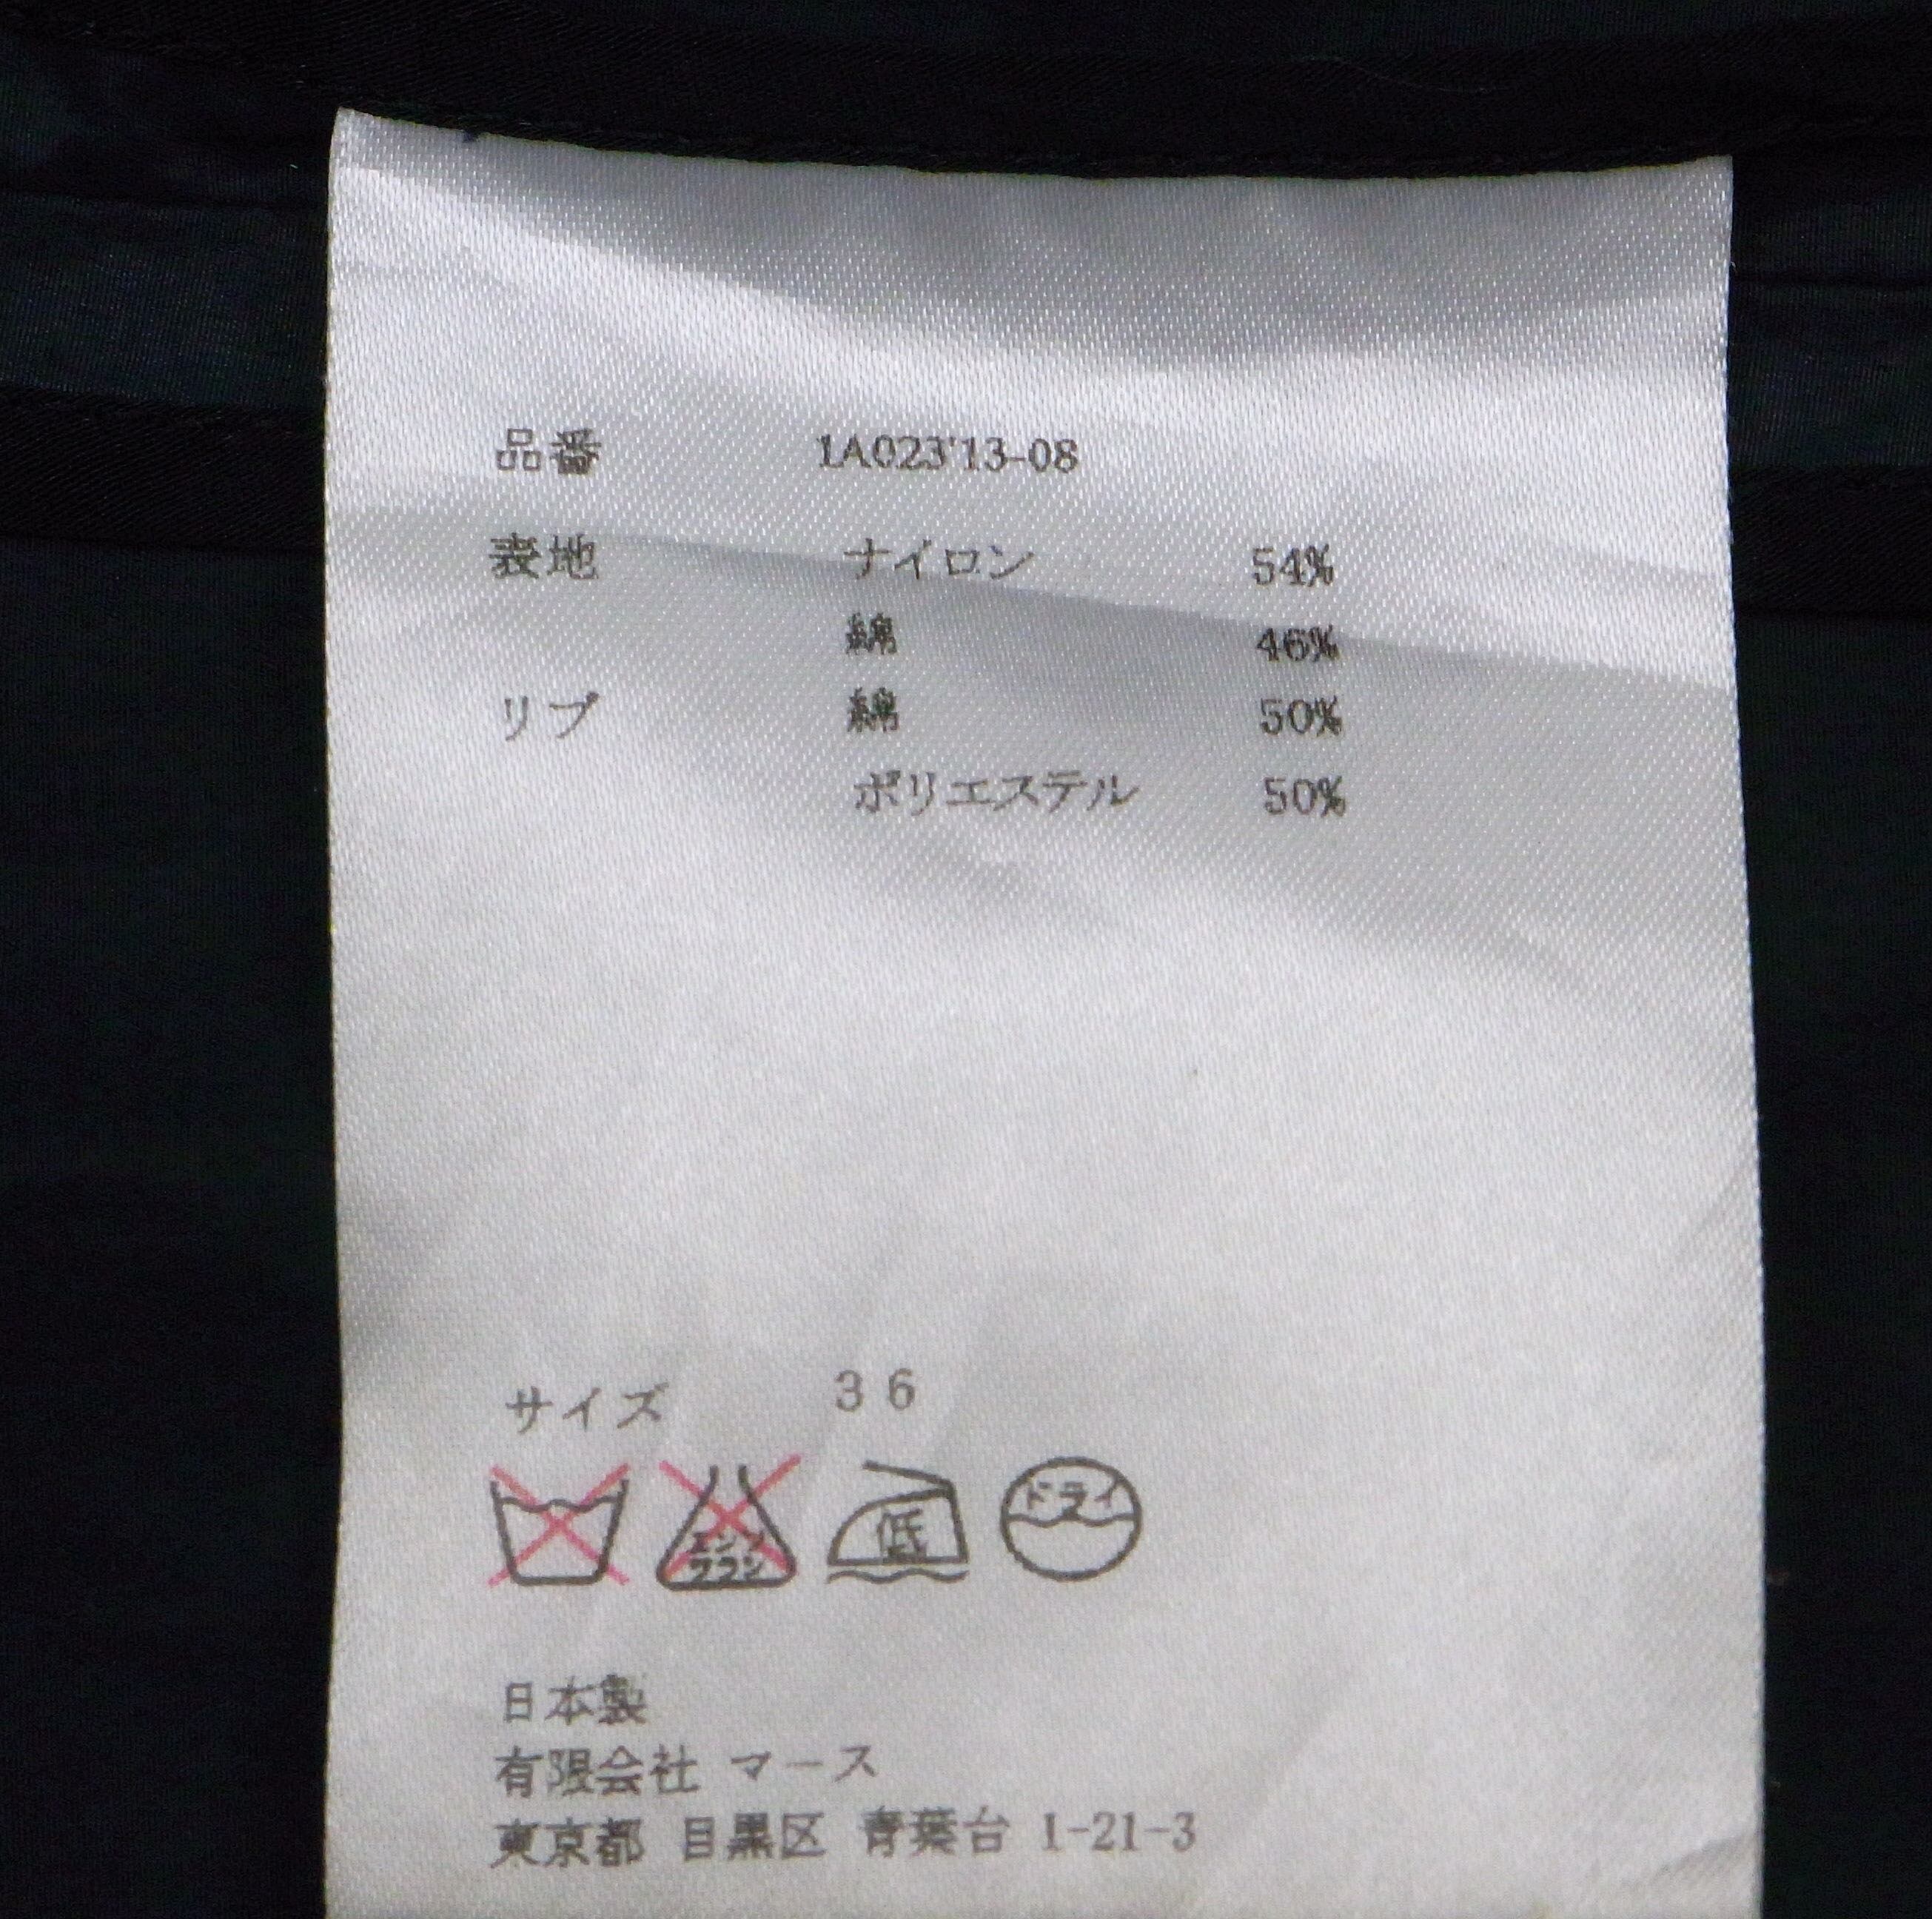 品番 1A023'13-08
表地 ナイロン 54%
綿 46%
リブ 綿 50%
ポリエステル 50%
サイズ 36
エンソ
サラシ
低
ドライ
日本製
有限会社 マース
東京都 目黒区 青葉台 1-21-3